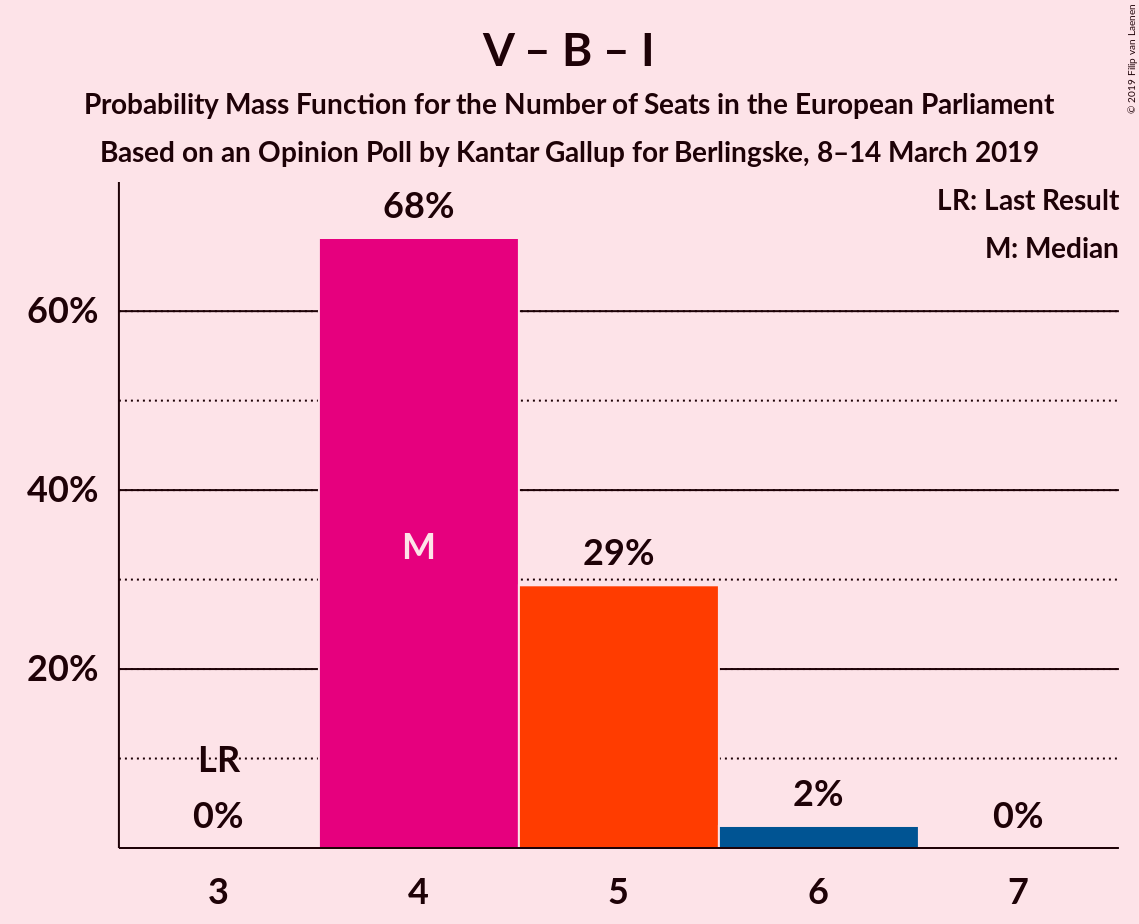 V – B – I
Probability Mass Function for the Number of Seats in the European Parliament
Based on an Opinion Poll by Kantar Gallup for Berlingske, 8–14 March 2019
© 2019 Filip van Laenen
LR: Last Result
M: Median
68%
60%
M
40%
29%
20%
LR
0%
2%
0%
3 4 5 6 7